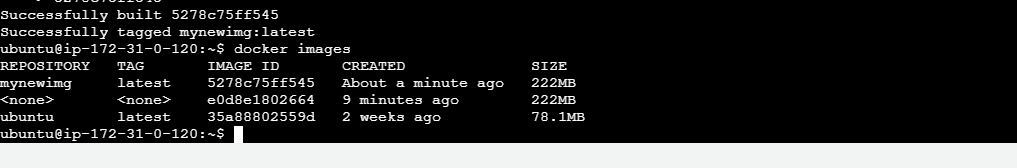 Successfully built 5278c75ff545
Successfully tagged mynewimg:latest
ubuntu@ip-172-31-0-120:~$ docker images
REPOSITORY TAG IMAGE ID CREATED SIZE
mynewimg latest 5278c75ff545 About a minute ago 222MB
<none> <none> e0d8e1802664 9 minutes ago 222MB
ubuntu latest 35a88802559d 2 weeks ago 78.1MB
ubuntu@ip-172-31-0-120:~$